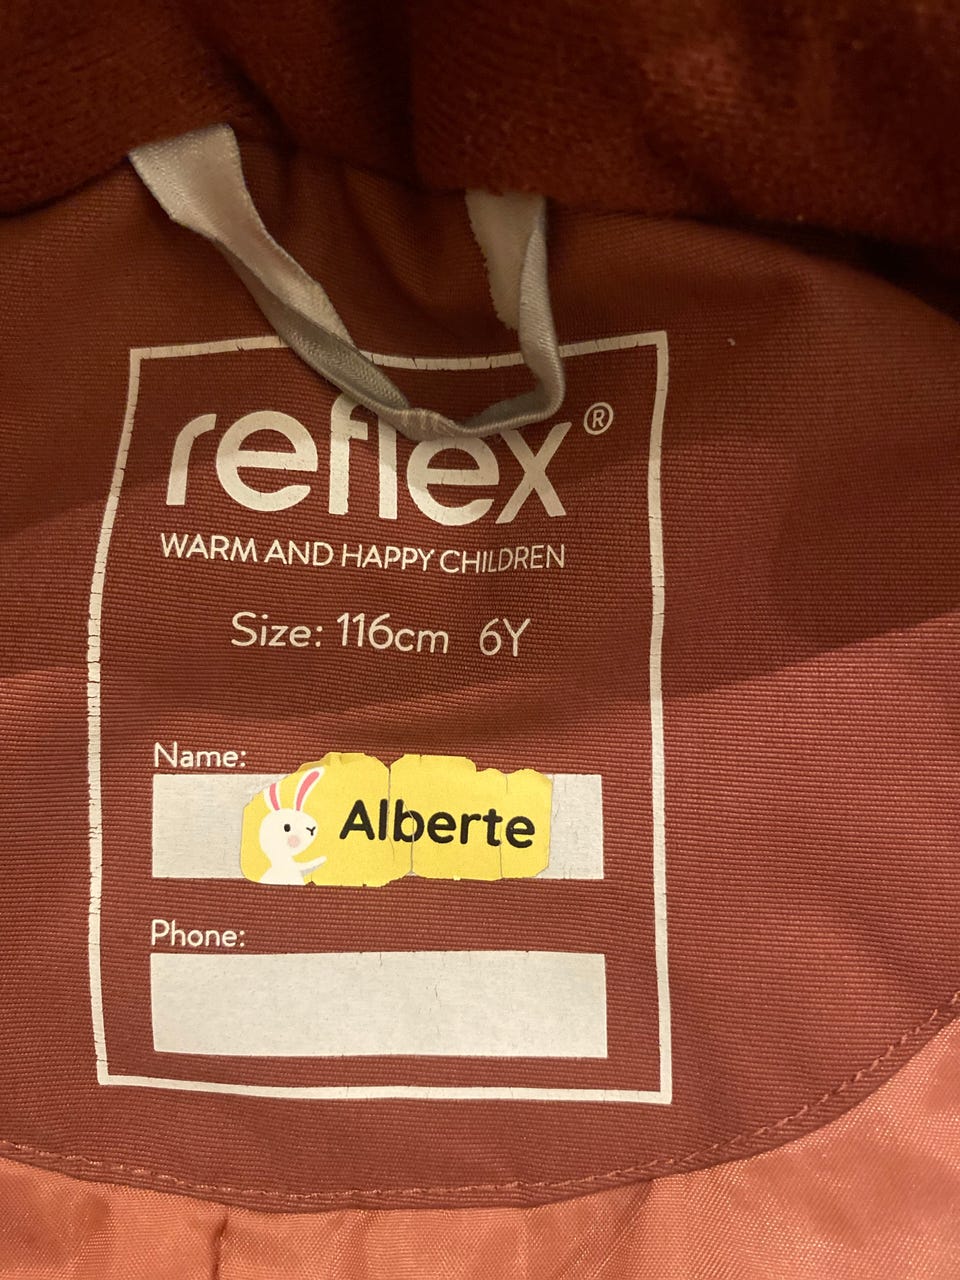 reflex®
WARM AND HAPPY CHILDREN
Size: 116cm 6Y
Name:
Alberte
Phone: